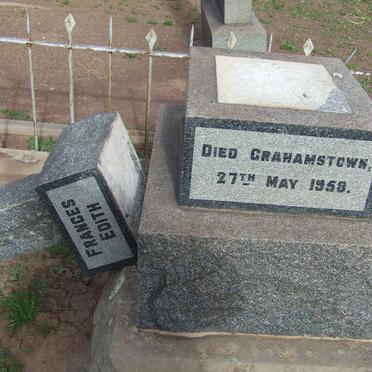 FRANCES
EDITH
DIED GRAHAMSTOWN,
27TH MAY 1958.